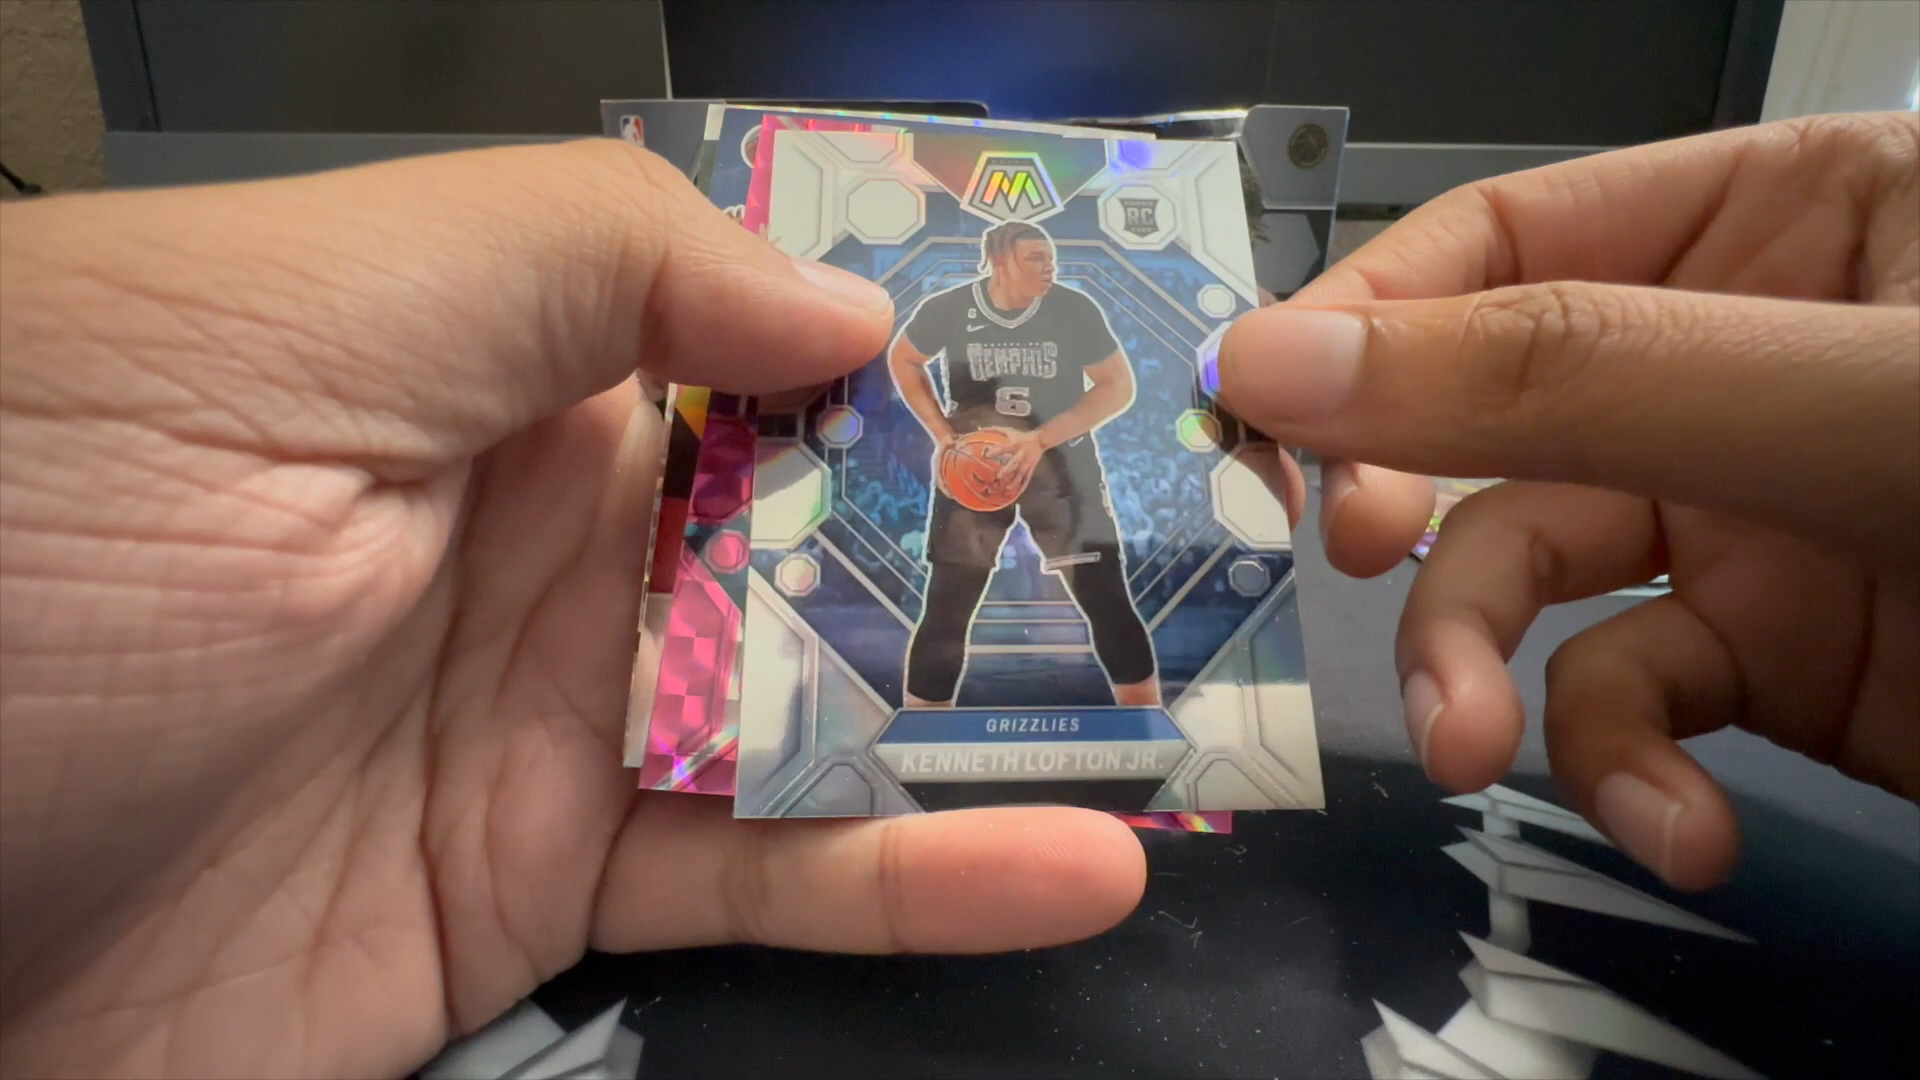 M
RC
MEMPHIS
6
GRIZZLIES
KENNETH LOFTON JR.